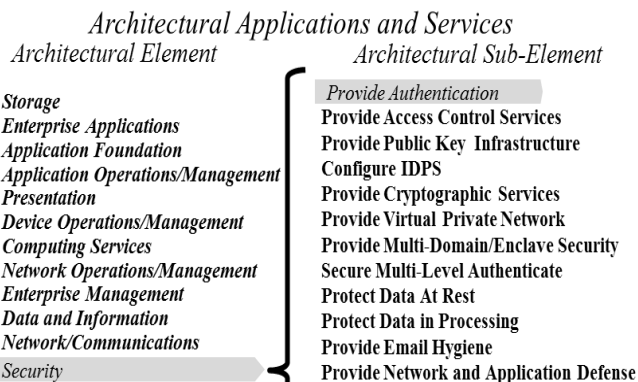 Architectural Applications and Services
Architectural Element
Storage
Enterprise Applications
Application Foundation
Application Operations/Management
Presentation
Device Operations/Management
Computing Services
Network Operations/Management
Enterprise Management
Data and Information
Network/Communications
Security
Architectural Sub-Element
Provide Authentication
Provide Access Control Services
Provide Public Key Infrastructure
Configure IDPS
Provide Cryptographic Services
Provide Virtual Private Network
Provide Multi-Domain/Enclave Security
Secure Multi-Level Authenticate
Protect Data At Rest
Protect Data in Processing
Provide Email Hygiene
Provide Network and Application Defense